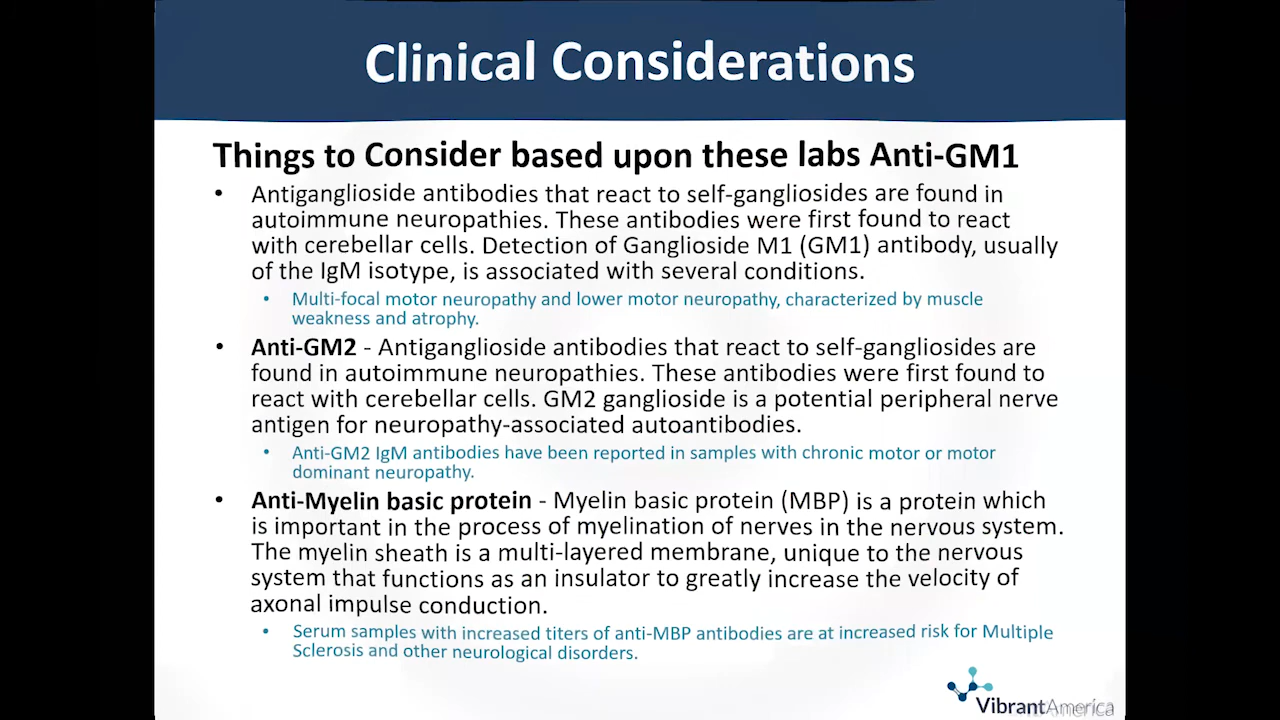 Clinical Considerations
Things to Consider based upon these labs Anti-GM1
• Antiganglioside antibodies that react to self-gangliosides are found in
autoimmune neuropathies. These antibodies were first found to react
with cerebellar cells. Detection of Ganglioside M1 (GM1) antibody, usually
of the IgM isotype, is associated with several conditions.
• Multi-focal motor neuropathy and lower motor neuropathy, characterized by muscle
weakness and atrophy.
• Anti-GM2 - Antiganglioside antibodies that react to self-gangliosides are
found in autoimmune neuropathies. These antibodies were first found to
react with cerebellar cells. GM2 ganglioside is a potential peripheral nerve
antigen for neuropathy-associated autoantibodies.
• Anti-GM2 IgM antibodies have been reported in samples with chronic motor or motor
dominant neuropathy.
• Anti-Myelin basic protein - Myelin basic protein (MBP) is a protein which
is important in the process of myelination of nerves in the nervous system.
The myelin sheath is a multi-layered membrane, unique to the nervous
system that functions as an insulator to greatly increase the velocity of
axonal impulse conduction.
• Serum samples with increased titers of anti-MBP antibodies are at increased risk for Multiple
Sclerosis and other neurological disorders.
VibrantAmerica